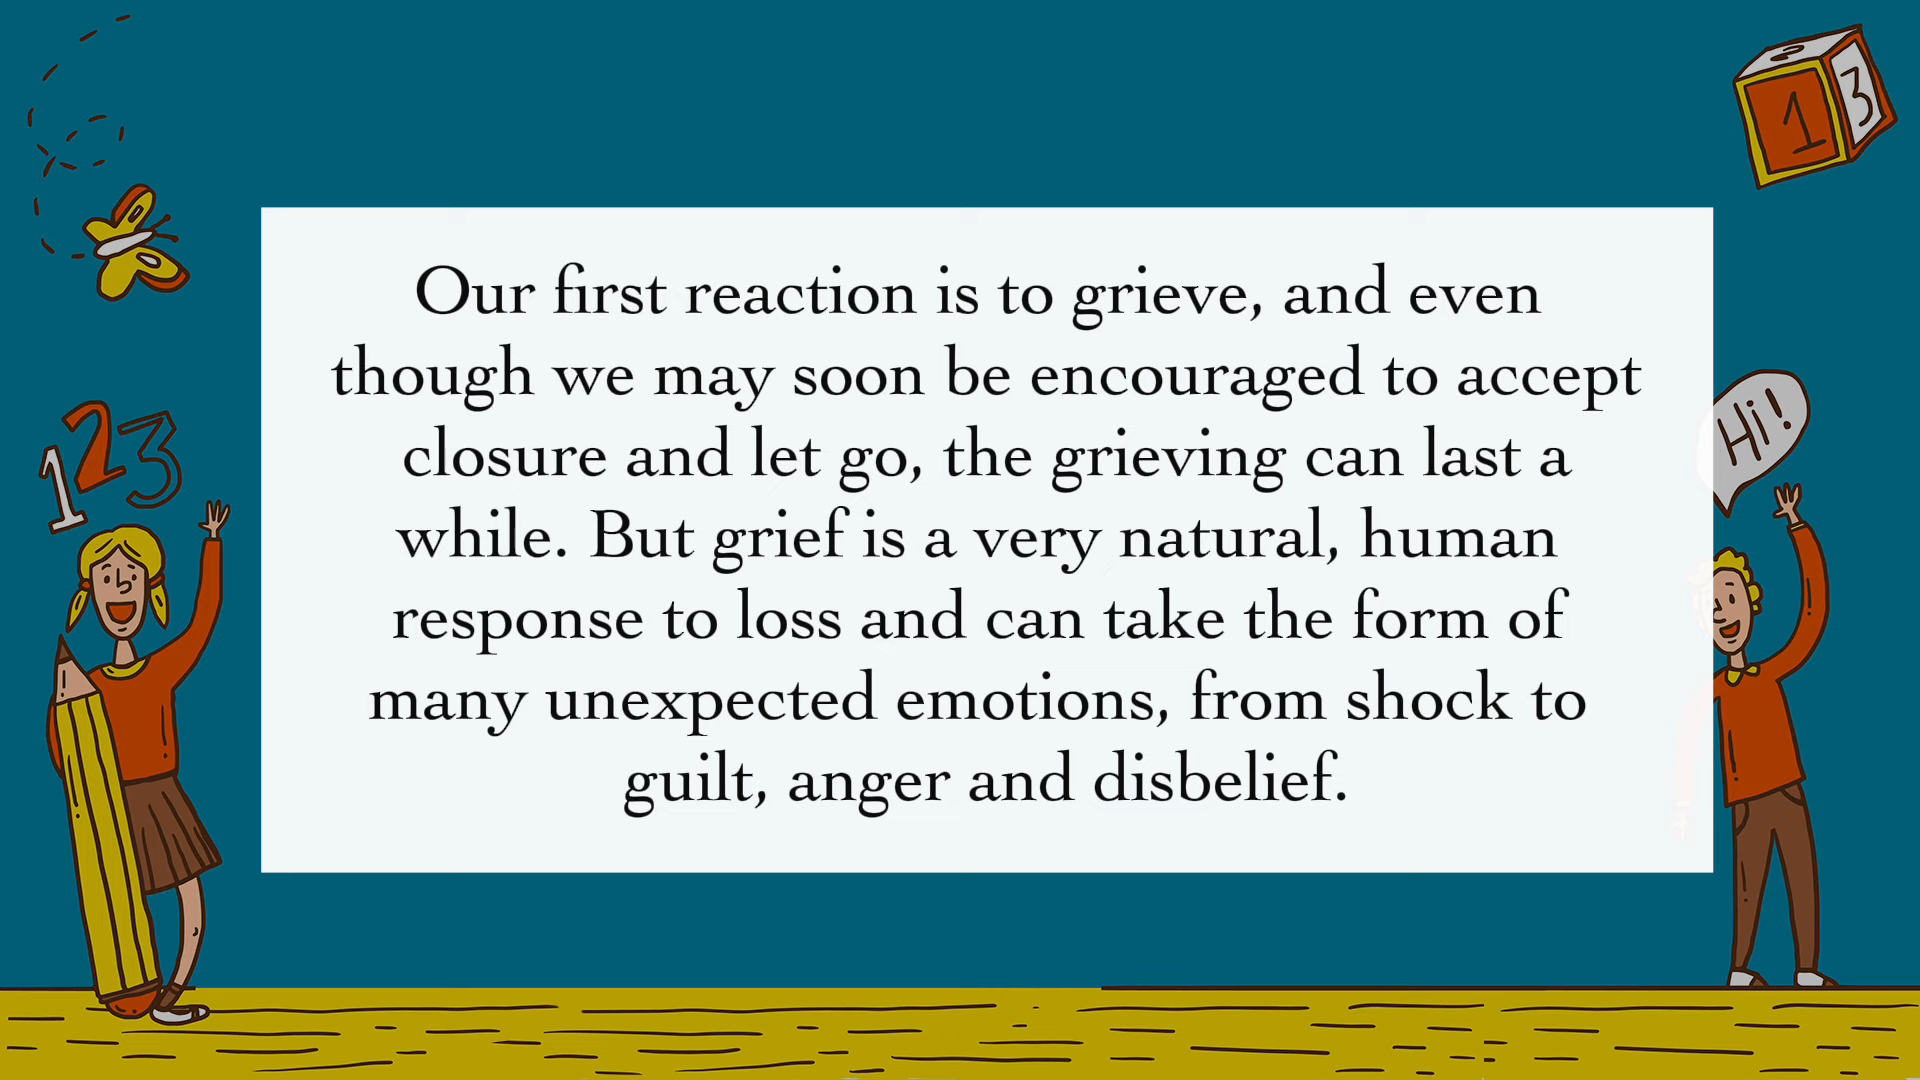 Our first reaction is to grieve, and even
though we may soon be encouraged to accept
closure and let go, the grieving can last a
while. But grief is a very natural, human
response to loss and can take the form of
many unexpected emotions, from shock to
guilt, anger and disbelief.
1 3
Hi!
123